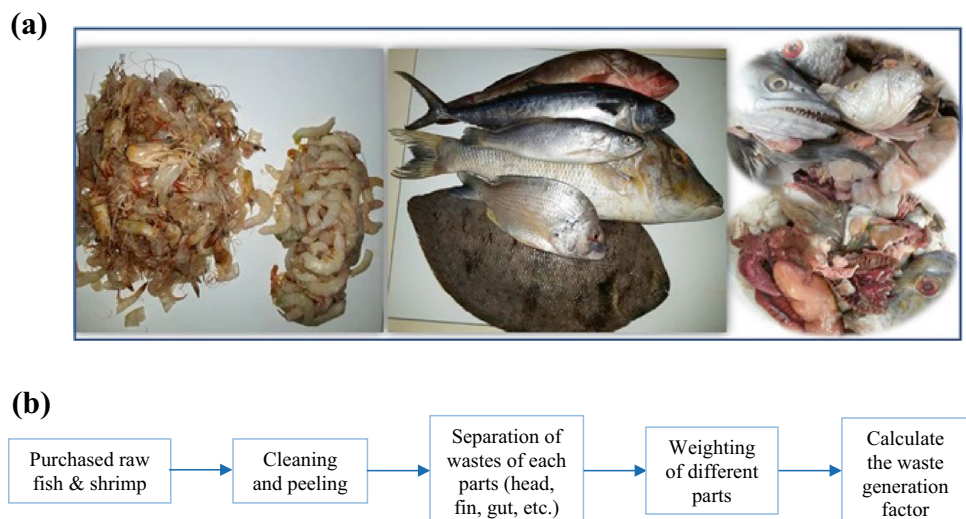 (a)
(b)
Purchased raw
fish & shrimp
Cleaning
and peeling
Separation of
wastes of each
parts (head,
fin, gut, etc.)
Weighting
of different
parts
Calculate
the waste
generation
factor